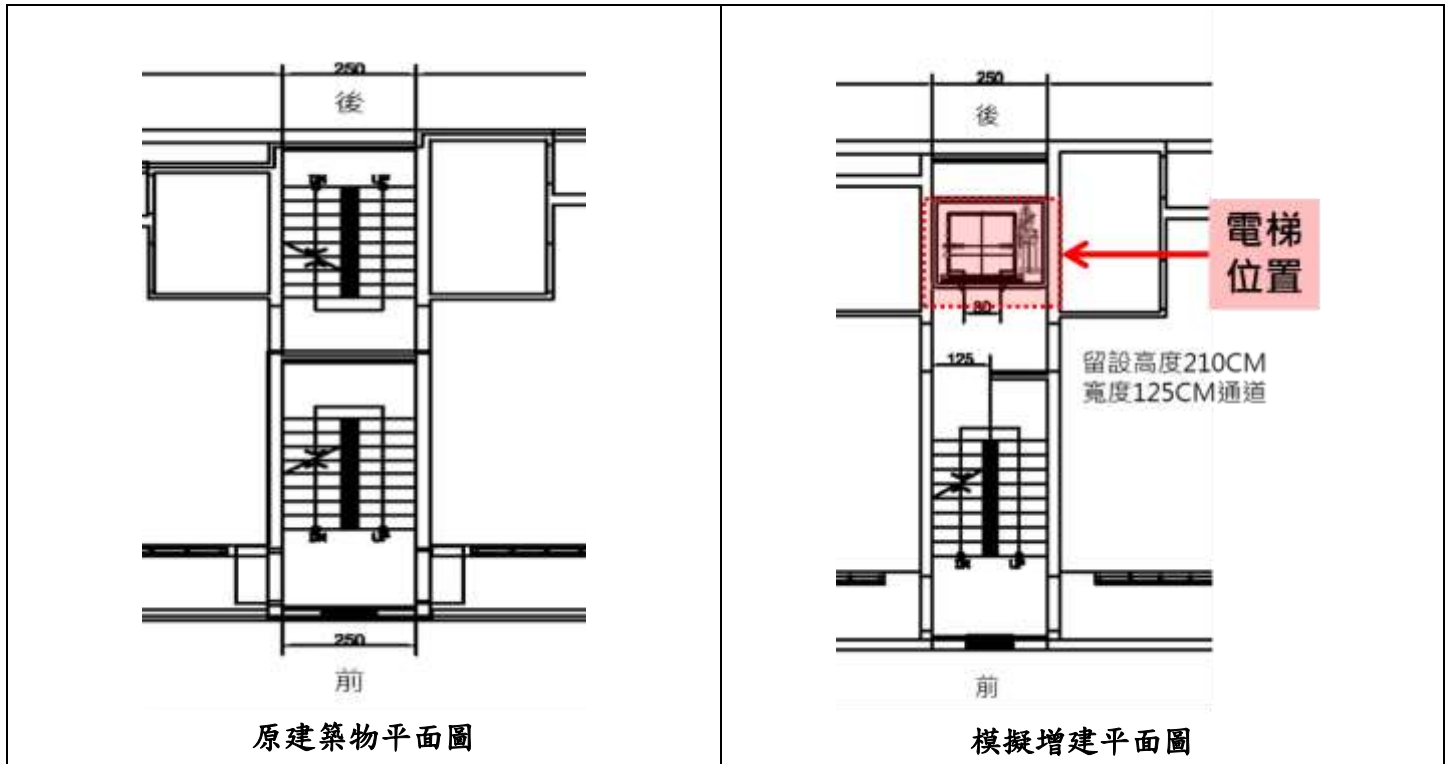 250
後
DN UP
DN UP
250
前
原建築物平面圖
250
後
電梯
位置
80
125
留設高度210CM
寬度125CM通道
DN UP
前
模擬增建平面圖